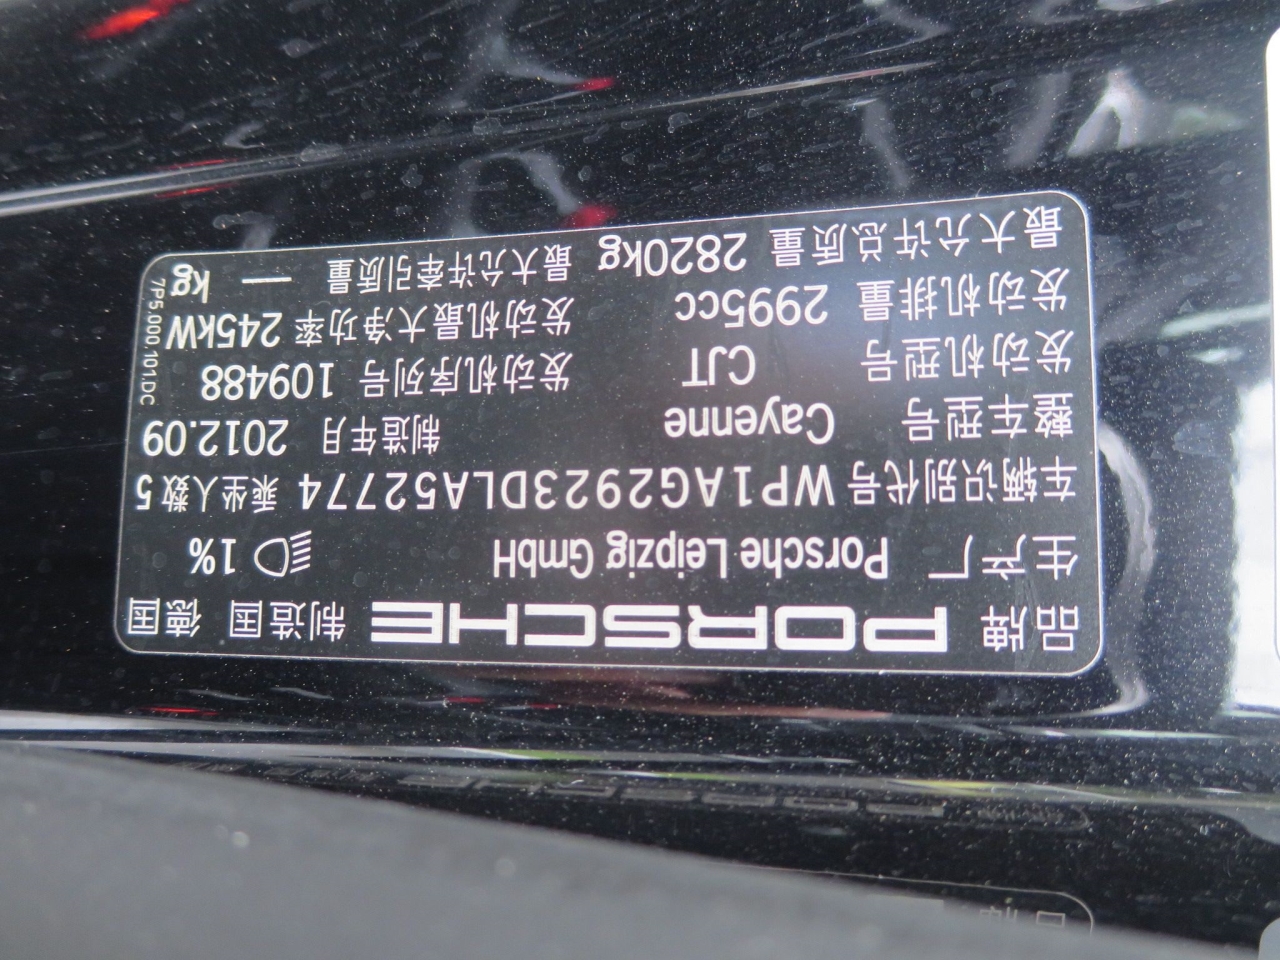 品牌 PORSCHE 制造国 德国
生产厂 Porsche Leipzig GmbH 1%
车辆识别代号 WP1AG2923DLA52774 乘坐人数 5
整车型号 Cayenne 制造年月 2012.09
发动机型号 CJT 发动机序列号 109488
发动机排量 2995cc 发动机最大净功率 245kW
最大允许总质量 2820kg 最大允许牵引质量 — kg
7P5.000.101.DC